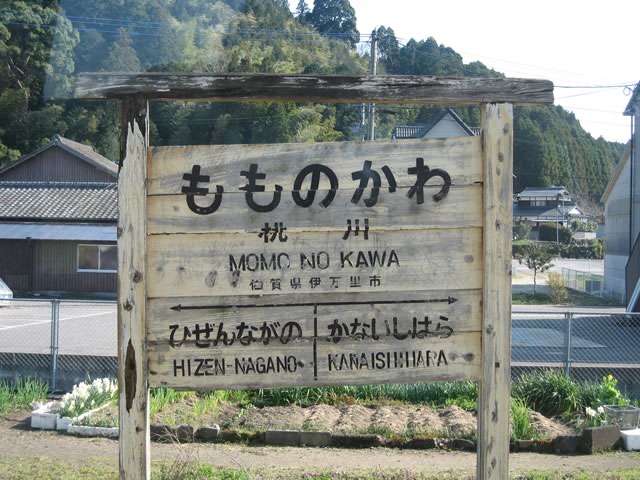 もものかわ
桃川
MOMO NO KAWA
佐賀県伊万里市
ひぜんながの かないしはら
HIZEN-NAGANO KANAISHIHARA